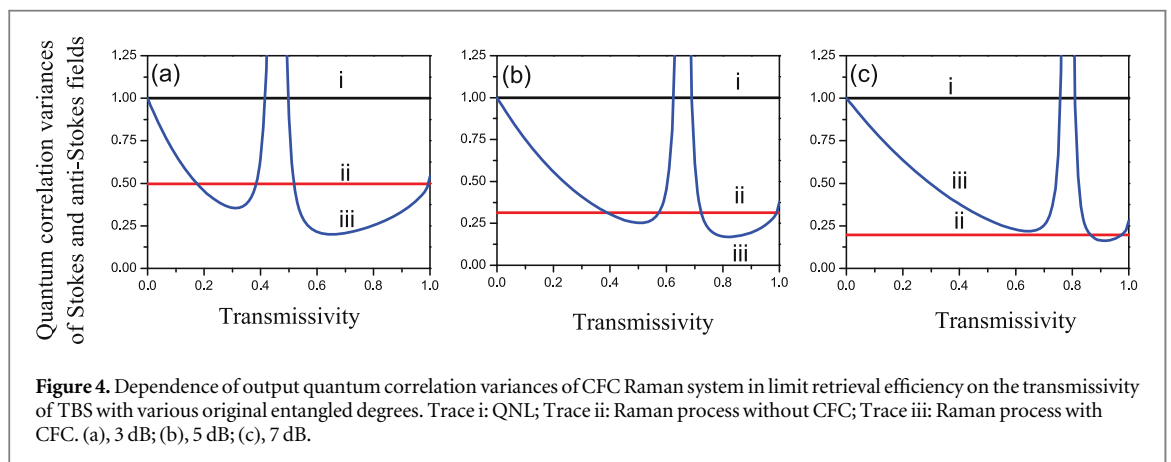 Quantum correlation variances
of Stokes and anti-Stokes fields
1.25
1.00
0.75
0.50
0.25
0.00
(a)
i
ii
iii
0.0 0.2 0.4 0.6 0.8 1.0
Transmissivity
1.25
1.00
0.75
0.50
0.25
0.00
(b)
i
ii
iii
0.0 0.2 0.4 0.6 0.8 1.0
Transmissivity
1.25
1.00
0.75
0.50
0.25
0.00
(c)
i
iii
ii
0.0 0.2 0.4 0.6 0.8 1.0
Transmissivity
Figure 4. Dependence of output quantum correlation variances of CFC Raman system in limit retrieval efficiency on the transmissivity
of TBS with various original entangled degrees. Trace i: QNL; Trace ii: Raman process without CFC; Trace iii: Raman process with
CFC. (a), 3 dB; (b), 5 dB; (c), 7 dB.